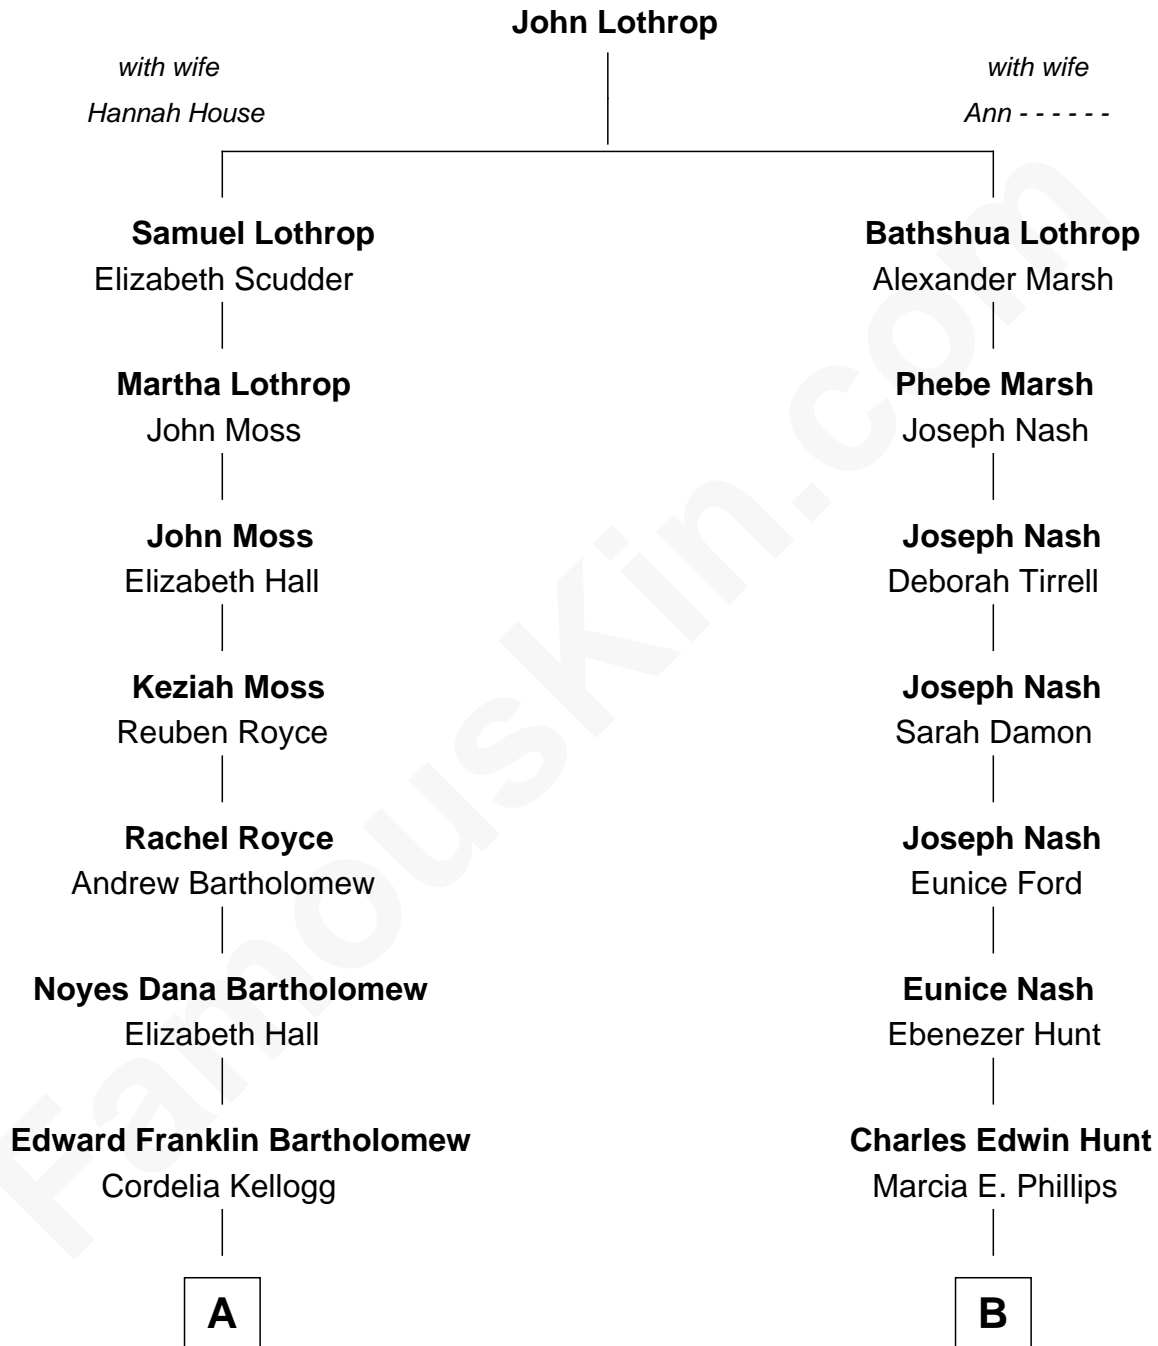 John Lothrop
with wife
Hannah House
with wife
Ann - - - - - -
Samuel Lothrop
Elizabeth Scudder
Bathshua Lothrop
Alexander Marsh
Martha Lothrop
John Moss
Phebe Marsh
Joseph Nash
John Moss
Elizabeth Hall
Joseph Nash
Deborah Tirrell
Keziah Moss
Reuben Royce
Joseph Nash
Sarah Damon
Rachel Royce
Andrew Bartholomew
Joseph Nash
Eunice Ford
Noyes Dana Bartholomew
Elizabeth Hall
Eunice Nash
Ebenezer Hunt
Edward Franklin Bartholomew
Cordelia Kellogg
Charles Edwin Hunt
Marcia E. Phillips
A
B
FamousKin.com